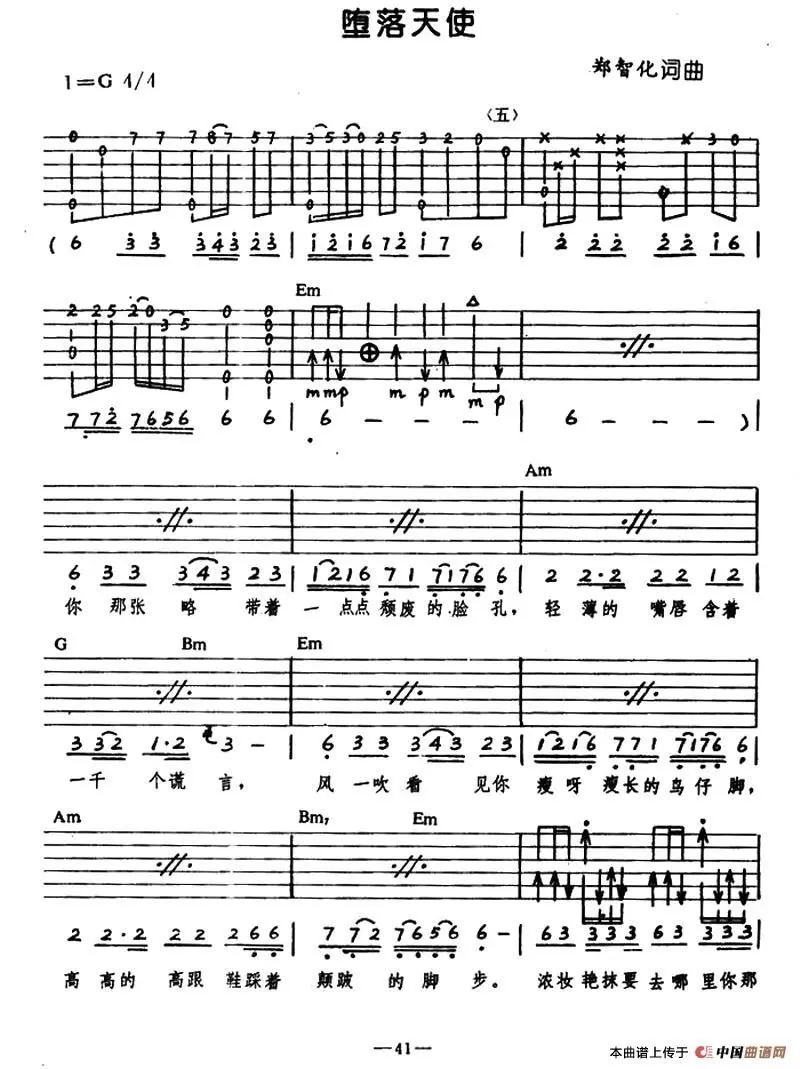 堕落天使
1=G 4/4
郑智化词曲
〈五〉
0 0 7 7 7 8 7 5 7 3 5 3 0 2 5 3 2 0 0 × × × × 3 0
( 6 3 3 3 4 3 2 3 | 1 2 1 6 7 2 1 7 6 | 2 2 2 2 2 1 6
Em
2 2 5 2 0 3 5 0 0
m m p m p m m p
7 7 2 7 6 5 6 6 6 | 6 - - - | 6 - - - )
Am
6 3 3 3 4 3 2 3 | 1 2 1 6 7 1 7 1 7 6 6 | 2 2·2 2 2 1 2
你 那张 略 带着 一 点点 颓废的脸 孔，轻 薄的 嘴唇 含着
G Bm Em
3 3 2 1·2 3 - | 6 3 3 3 4 3 2 3 | 1 2 1 6 7 7 1 7 1 7 6 6
一千 个谎 言， 风 一吹看 见你 瘦呀 瘦长的鸟仔 脚，
Am Bm7 Em
2 2·2 2 2 2 6 6 | 7 7 2 7 6 5 6 6 - | 6 3 3 3 3 6 3 3 3 3
高 高的 高跟 鞋踩着 颠跛 的 脚 步。 浓妆艳抹要去哪里你那
—41—
本曲谱上传于 中国曲谱网